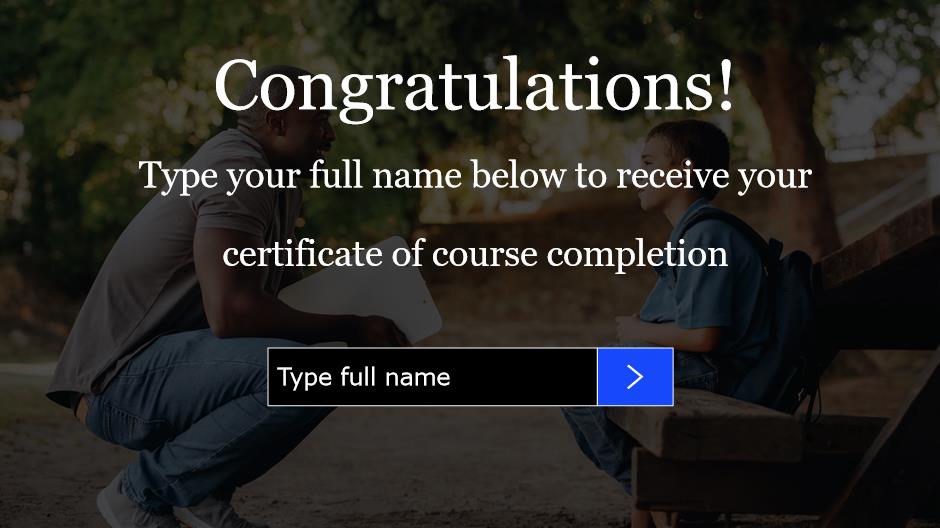 Congratulations!
Type your full name below to receive your
certificate of course completion
Type full name